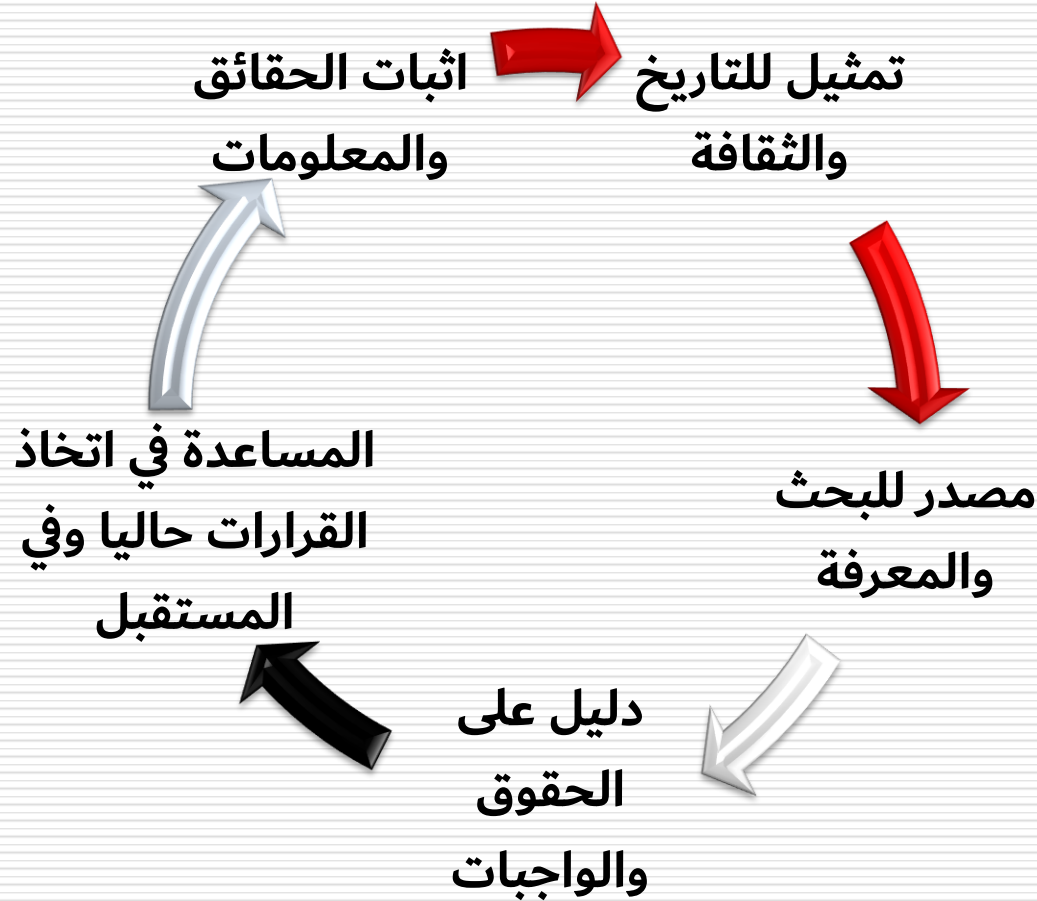 تمثيل للتاريخ
والثقافة
مصدر للبحث
والمعرفة
دليل على
الحقوق
والواجبات
المساعدة في اتخاذ
القرارات حاليا وفي
المستقبل
اثبات الحقائق
والمعلومات